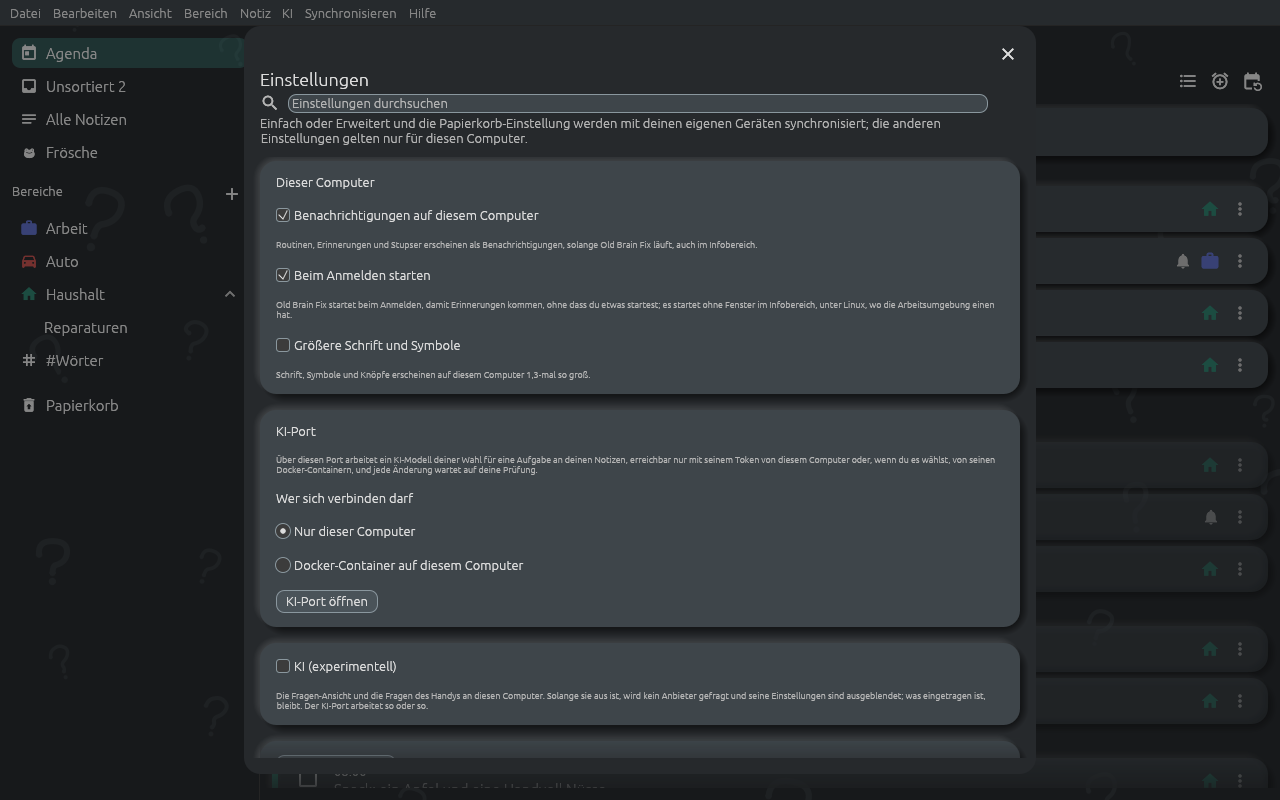 Datei Bearbeiten Ansicht Bereich Notiz KI Synchronisieren Hilfe
Agenda
Unsortiert 2
Alle Notizen
Frösche
Bereiche
Arbeit
Auto
Haushalt
Reparaturen
#Wörter
Papierkorb
Einstellungen
Einstellungen durchsuchen
Einfach oder Erweitert und die Papierkorb-Einstellung werden mit deinen eigenen Geräten synchronisiert; die anderen
Einstellungen gelten nur für diesen Computer.
Dieser Computer
Benachrichtigungen auf diesem Computer
Routinen, Erinnerungen und Stupser erscheinen als Benachrichtigungen, solange Old Brain Fix läuft, auch im Infobereich.
Beim Anmelden starten
Old Brain Fix startet beim Anmelden, damit Erinnerungen kommen, ohne dass du etwas startest; es startet ohne Fenster im Infobereich, unter Linux, wo die Arbeitsumgebung einen
hat.
Größere Schrift und Symbole
Schrift, Symbole und Knöpfe erscheinen auf diesem Computer 1,3-mal so groß.
KI-Port
Über diesen Port arbeitet ein KI-Modell deiner Wahl für eine Aufgabe an deinen Notizen, erreichbar nur mit seinem Token von diesem Computer oder, wenn du es wählst, von seinen
Docker-Containern, und jede Änderung wartet auf deine Prüfung.
Wer sich verbinden darf
Nur dieser Computer
Docker-Container auf diesem Computer
KI-Port öffnen
KI (experimentell)
Die Fragen-Ansicht und die Fragen des Handys an diesen Computer. Solange sie aus ist, wird kein Anbieter gefragt und seine Einstellungen sind ausgeblendet; was eingetragen ist,
bleibt. Der KI-Port arbeitet so oder so.